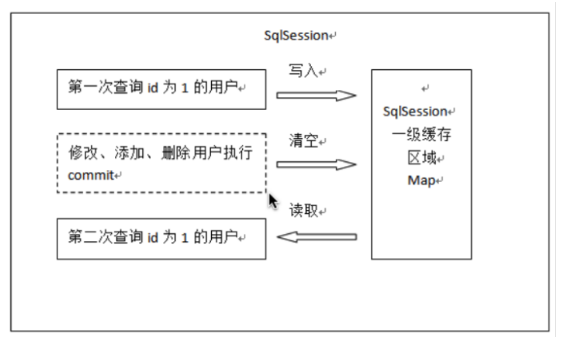 SqlSession
第一次查询 id 为 1 的用户
写入
SqlSession
一级缓存
区域
Map
修改、添加、删除用户执行
commit
清空
第二次查询 id 为 1 的用户
读取